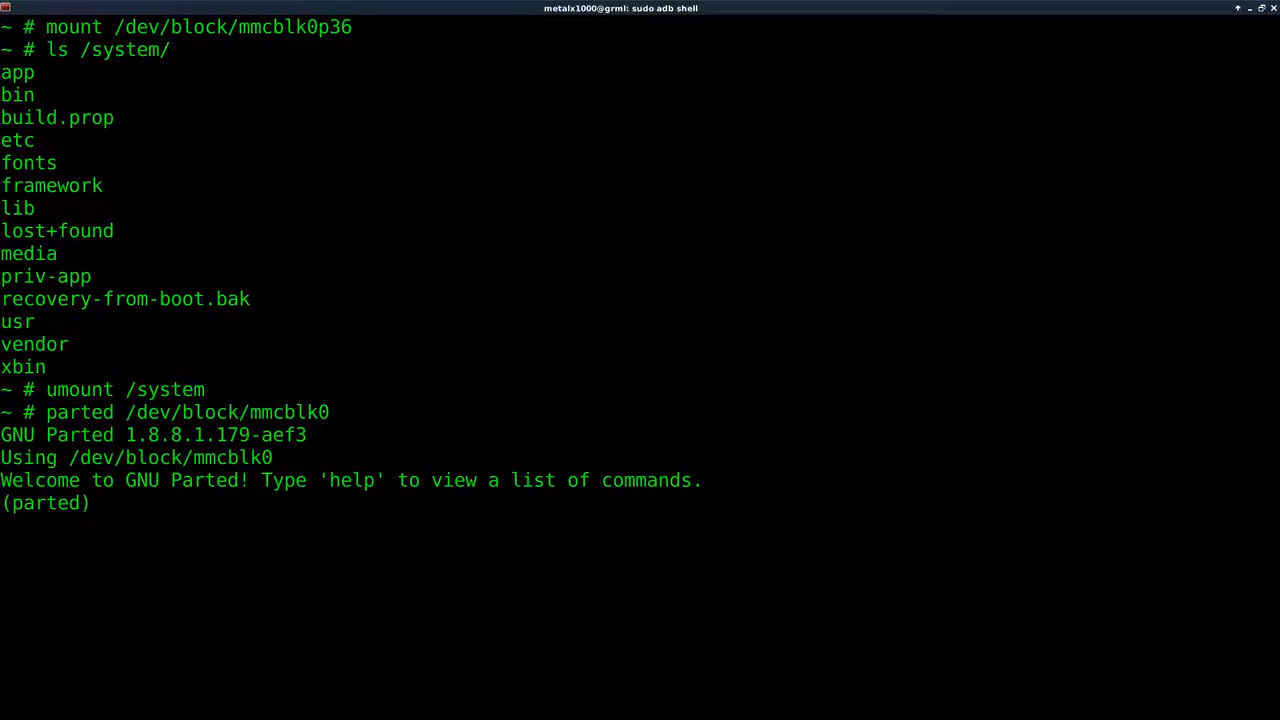 metalx1000@grml: sudo adb shell
~ # mount /dev/block/mmcblk0p36
~ # ls /system/
app
bin
build.prop
etc
fonts
framework
lib
lost+found
media
priv-app
recovery-from-boot.bak
usr
vendor
xbin
~ # umount /system
~ # parted /dev/block/mmcblk0
GNU Parted 1.8.8.1.179-aef3
Using /dev/block/mmcblk0
Welcome to GNU Parted! Type 'help' to view a list of commands.
(parted)